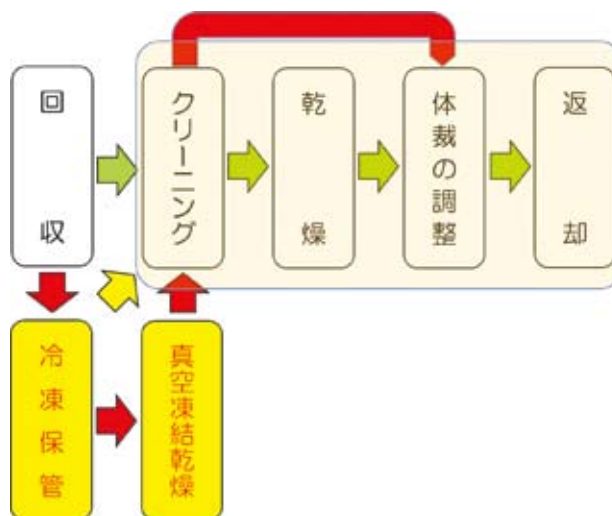 回収
クリーニング
乾燥
体裁の調整
返却
冷凍保管
真空凍結乾燥